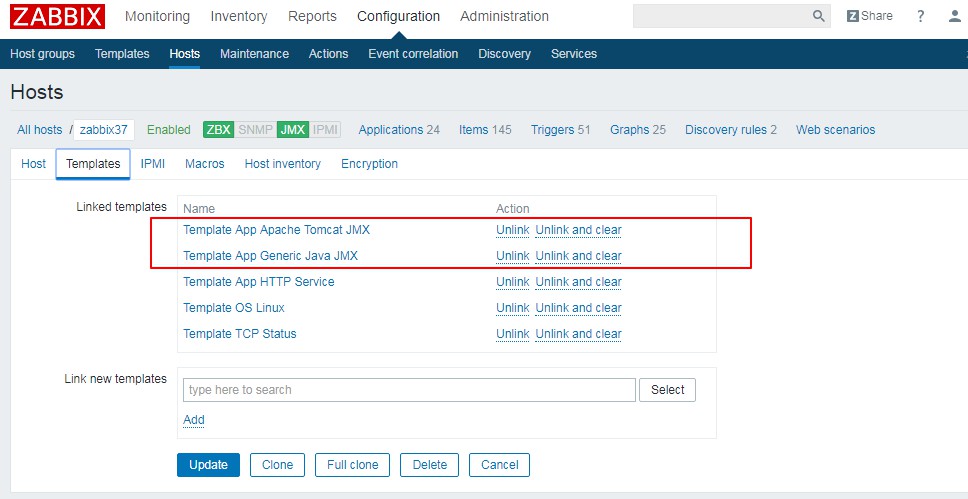 ZABBIX Monitoring Inventory Reports Configuration Administration Share ?
Host groups Templates Hosts Maintenance Actions Event correlation Discovery Services
Hosts
All hosts / zabbix37 Enabled ZBX SNMP JMX IPMI Applications 24 Items 145 Triggers 51 Graphs 25 Discovery rules 2 Web scenarios
Host Templates IPMI Macros Host inventory Encryption
Linked templates Name Action
Template App Apache Tomcat JMX Unlink Unlink and clear
Template App Generic Java JMX Unlink Unlink and clear
Template App HTTP Service Unlink Unlink and clear
Template OS Linux Unlink Unlink and clear
Template TCP Status Unlink Unlink and clear
Link new templates type here to search Select
Add
Update Clone Full clone Delete Cancel